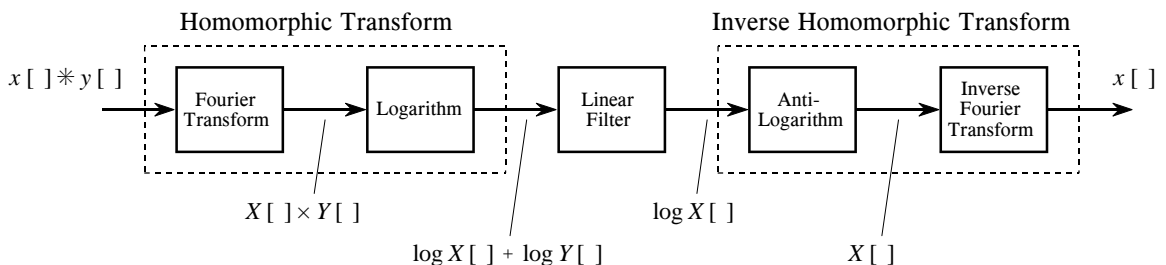 Homomorphic Transform
Inverse Homomorphic Transform
x [ ] ∗ y [ ]
Fourier
Transform
Logarithm
Linear
Filter
Anti-
Logarithm
Inverse
Fourier
Transform
x [ ]
X [ ] × Y [ ]
log X [ ] + log Y [ ]
log X [ ]
X [ ]